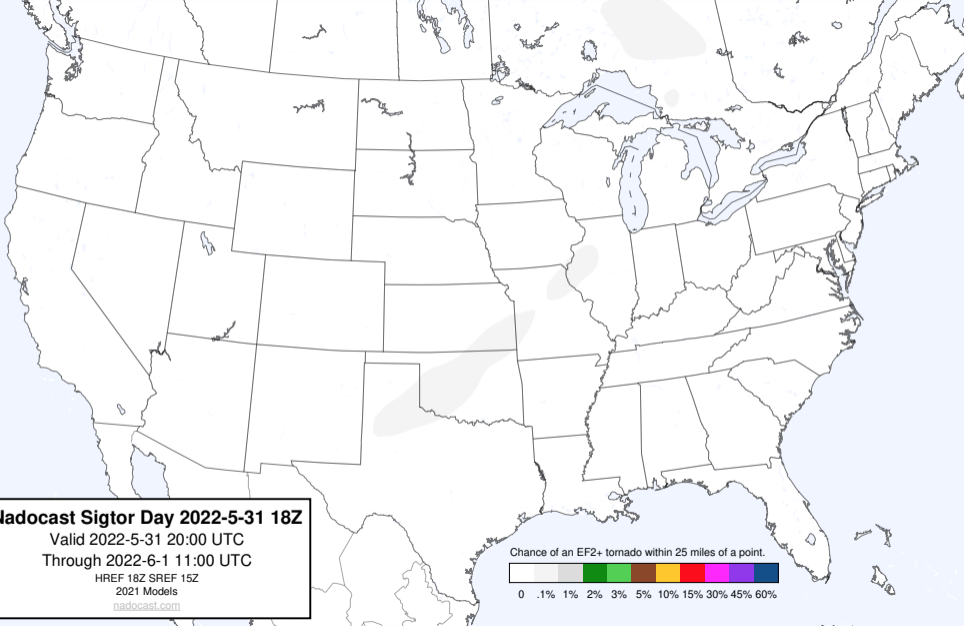 Nadocast Sigtor Day 2022-5-31 18Z
Valid 2022-5-31 20:00 UTC
Through 2022-6-1 11:00 UTC
HREF 18Z SREF 15Z
2021 Models
nadocast.com
Chance of an EF2+ tornado within 25 miles of a point.
0 .1% 1% 2% 3% 5% 10% 15% 30% 45% 60%